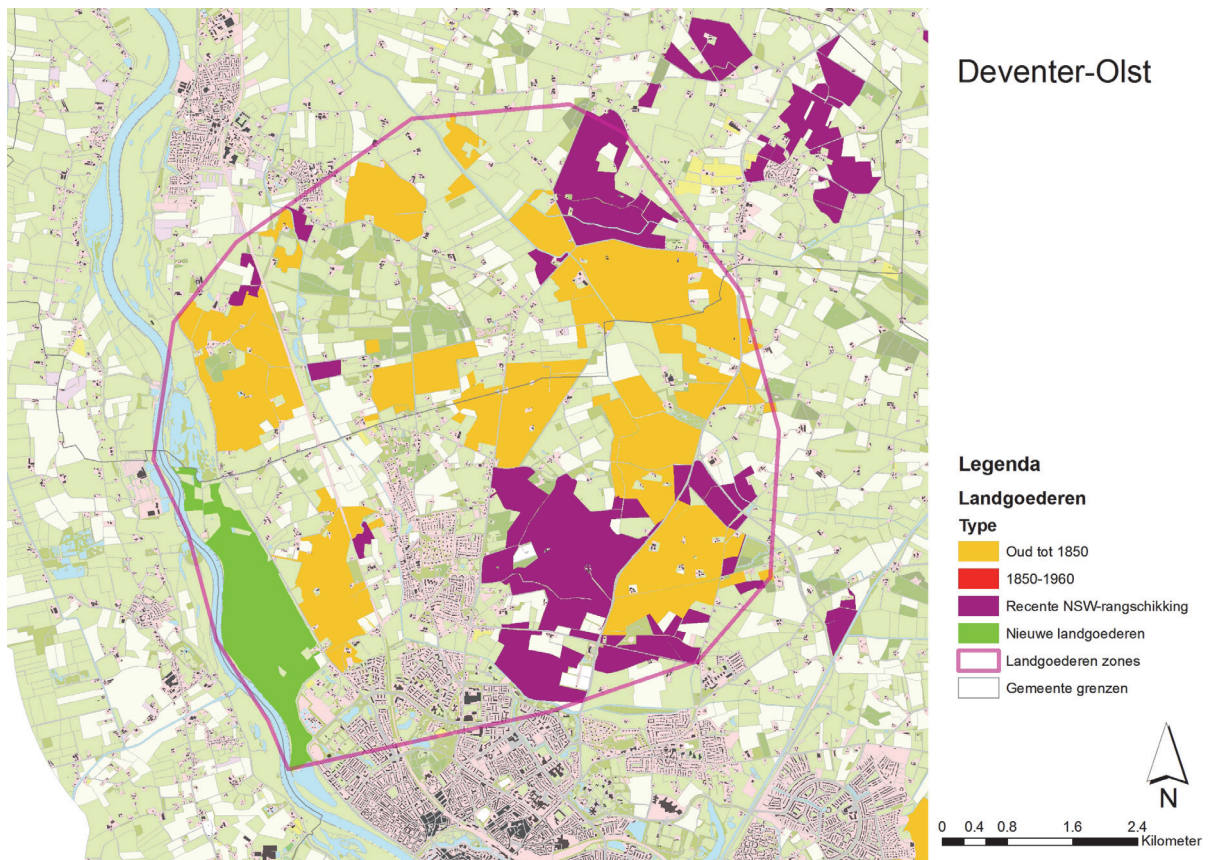 Deventer-Olst
Legenda
Landgoederen
Type
Oud tot 1850
1850-1960
Recente NSW-rangschikking
Nieuwe landgoederen
Landgoederen zones
Gemeente grenzen
N
0 0.4 0.8 1.6 2.4
Kilometer